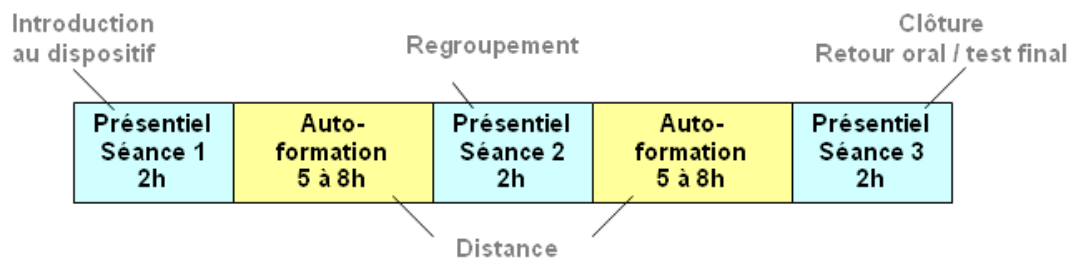 Introduction
au dispositif
Regroupement
Clôture
Retour oral / test final
Présentiel
Séance 1
2h
Auto-
formation
5 à 8h
Présentiel
Séance 2
2h
Auto-
formation
5 à 8h
Présentiel
Séance 3
2h
Distance